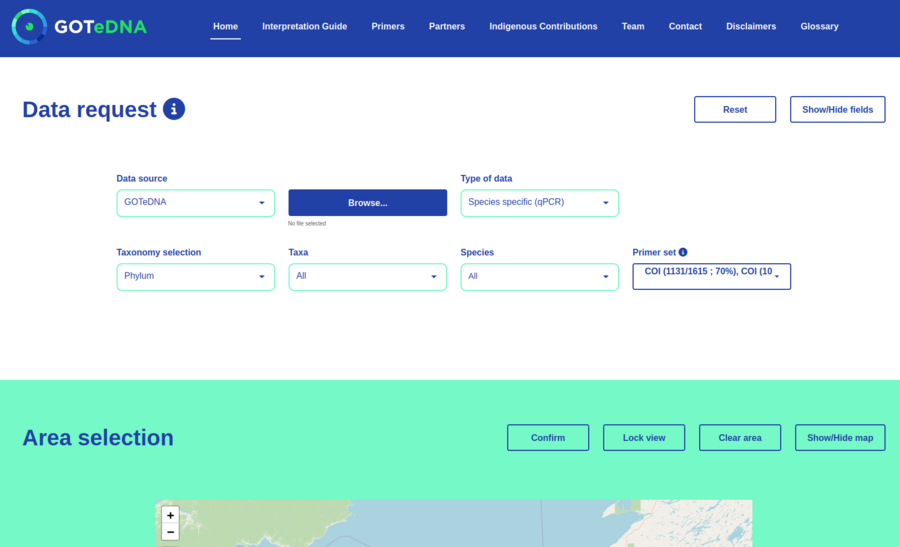 GOTeDNA
Home Interpretation Guide Primers Partners Indigenous Contributions Team Contact Disclaimers Glossary
Data request
Reset Show/Hide fields
Data source Type of data
GOTeDNA Browse... Species specific (qPCR)
No file selected
Taxonomy selection Taxa Species Primer set
Phylum All All COI (1131/1615 ; 70%), COI (10
Area selection
Confirm Lock view Clear area Show/Hide map
+
−